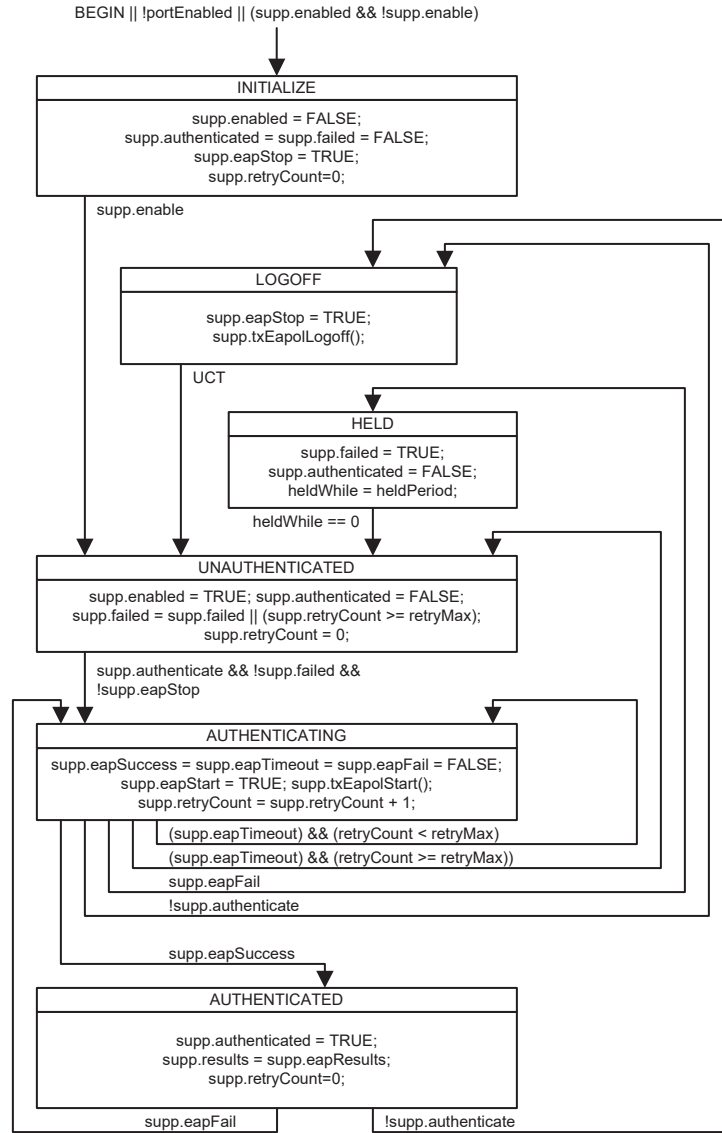 BEGIN || !portEnabled || (supp.enabled && !supp.enable)
INITIALIZE
supp.enabled = FALSE;
supp.authenticated = supp.failed = FALSE;
supp.eapStop = TRUE;
supp.retryCount=0;
supp.enable
LOGOFF
supp.eapStop = TRUE;
supp.txEapolLogoff();
UCT
HELD
supp.failed = TRUE;
supp.authenticated = FALSE;
heldWhile = heldPeriod;
heldWhile == 0
UNAUTHENTICATED
supp.enabled = TRUE; supp.authenticated = FALSE;
supp.failed = supp.failed || (supp.retryCount >= retryMax);
supp.retryCount = 0;
supp.authenticate && !supp.failed &&
!supp.eapStop
AUTHENTICATING
supp.eapSuccess = supp.eapTimeout = supp.eapFail = FALSE;
supp.eapStart = TRUE; supp.txEapolStart();
supp.retryCount = supp.retryCount + 1;
(supp.eapTimeout) && (retryCount < retryMax)
(supp.eapTimeout) && (retryCount >= retryMax))
supp.eapFail
!supp.authenticate
supp.eapSuccess
AUTHENTICATED
supp.authenticated = TRUE;
supp.results = supp.eapResults;
supp.retryCount=0;
supp.eapFail
!supp.authenticate